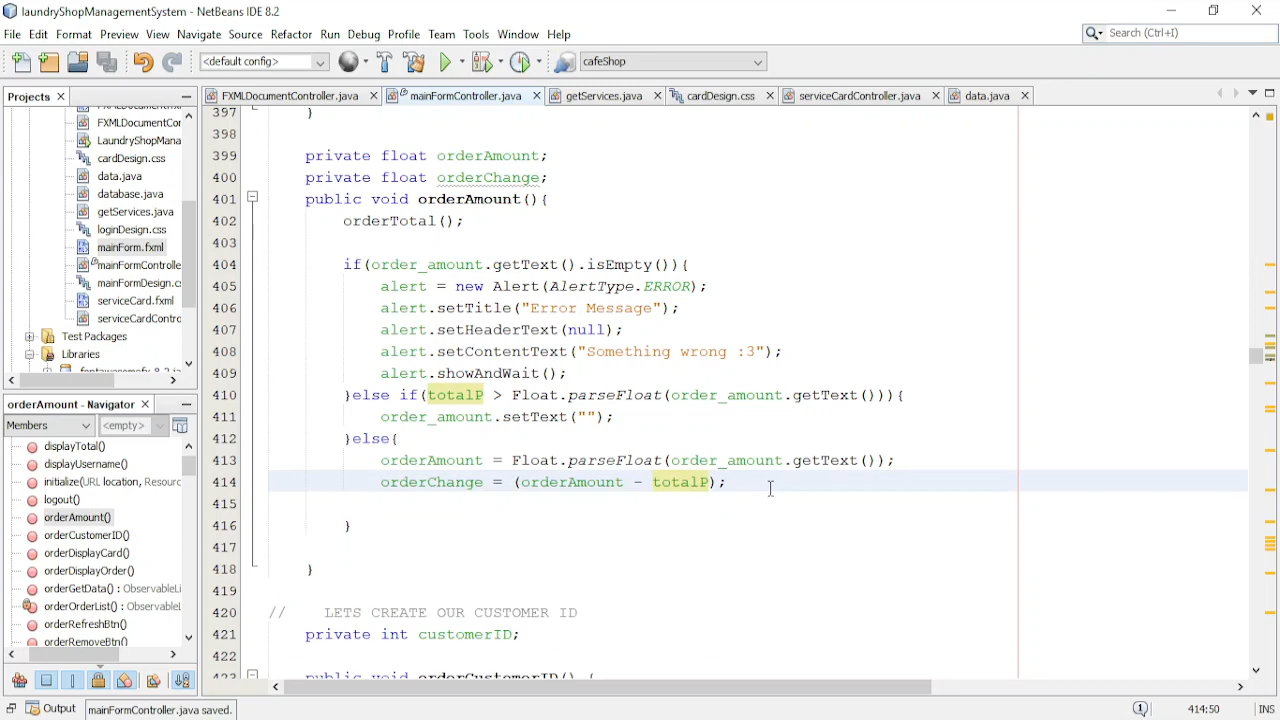 laundryShopManagementSystem - NetBeans IDE 8.2
File Edit Format Preview View Navigate Source Refactor Run Debug Profile Team Tools Window Help
Search (Ctrl+I)
<default config>
cafeShop
Projects
FXMLDocumentController.java mainFormController.java getServices.java cardDesign.css serviceCardController.java data.java
FXMLDocumentCor
LaundryShopMana
cardDesign.css
data.java
database.java
getServices.java
loginDesign.css
mainForm.fxml
mainFormControlle
mainFormDesign.cs
serviceCard.fxml
serviceCardContro
Test Packages
Libraries
orderAmount - Navigator
Members <empty>
displayTotal()
displayUsername()
initialize(URL location, Resourc
logout()
orderAmount()
orderCustomerID()
orderDisplayCard()
orderDisplayOrder()
orderGetData() : ObservableLis
orderOrderList() : ObservableL
orderRefreshBtn()
orderRemoveBtn()
397 }
398
399 private float orderAmount;
400 private float orderChange;
401 public void orderAmount(){
402 orderTotal();
403
404 if(order_amount.getText().isEmpty()){
405 alert = new Alert(AlertType.ERROR);
406 alert.setTitle("Error Message");
407 alert.setHeaderText(null);
408 alert.setContentText("Something wrong :3");
409 alert.showAndWait();
410 }else if(totalP > Float.parseFloat(order_amount.getText())){
411 order_amount.setText("");
412 }else{
413 orderAmount = Float.parseFloat(order_amount.getText());
414 orderChange = (orderAmount - totalP);
415
416 }
417
418 }
419
420 // LETS CREATE OUR CUSTOMER ID
421 private int customerID;
422
423 public void orderCustomerID() {
Output
mainFormController.java saved.
1
414:50
INS